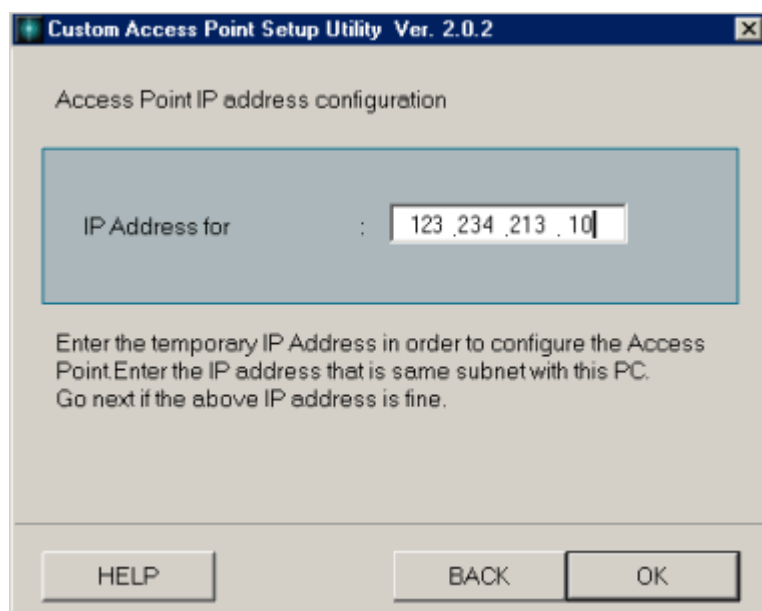 Custom Access Point Setup Utility Ver. 2.0.2
Access Point IP address configuration
IP Address for : 123 .234 .213 . 10
Enter the temporary IP Address in order to configure the Access
Point.Enter the IP address that is same subnet with this PC.
Go next if the above IP address is fine.
HELP BACK OK